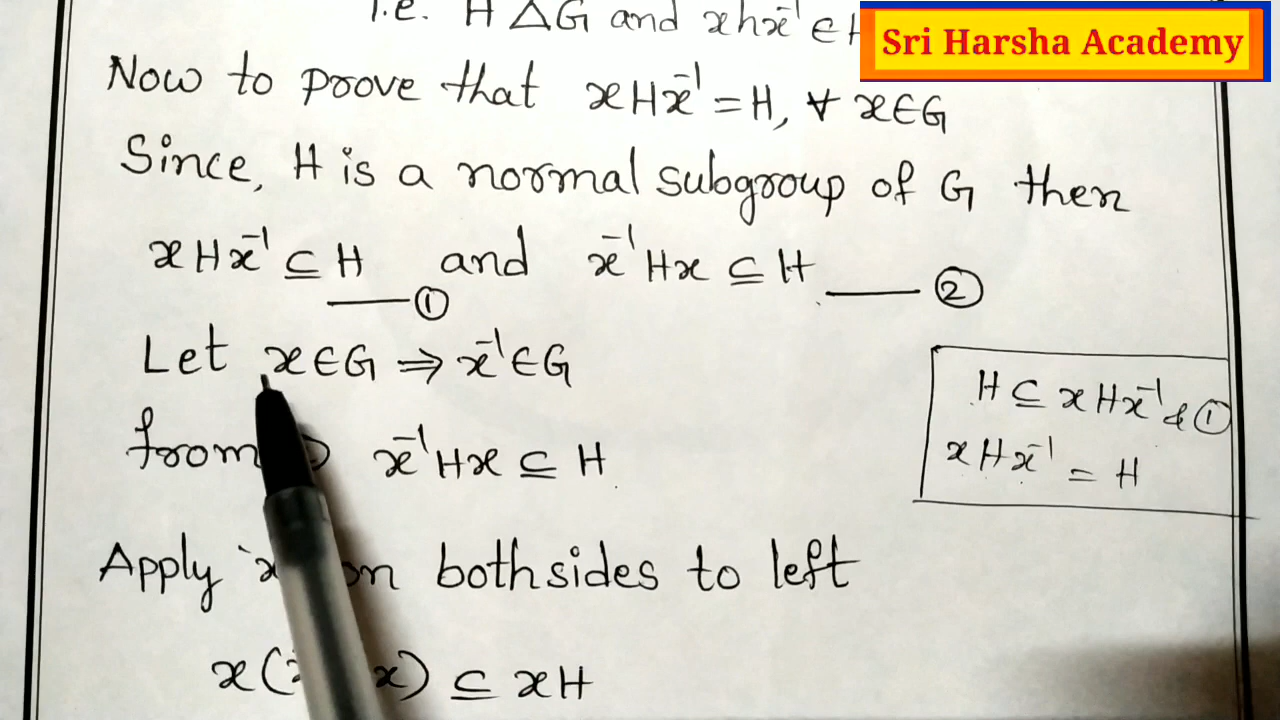 i.e. H △ G and xhx⁻¹ ∈ H
Sri Harsha Academy
Now to prove that xHx⁻¹ = H, ∀ x∈G
Since, H is a normal subgroup of G then
xHx⁻¹ ⊆ H and x⁻¹Hx ⊆ H —— ②
—— ①
Let x∈G ⇒ x⁻¹∈G
H ⊆ xHx⁻¹ & ①
from x⁻¹Hx ⊆ H
xHx⁻¹ = H
Apply 'x' on bothsides to left
x( x) ⊆ xH